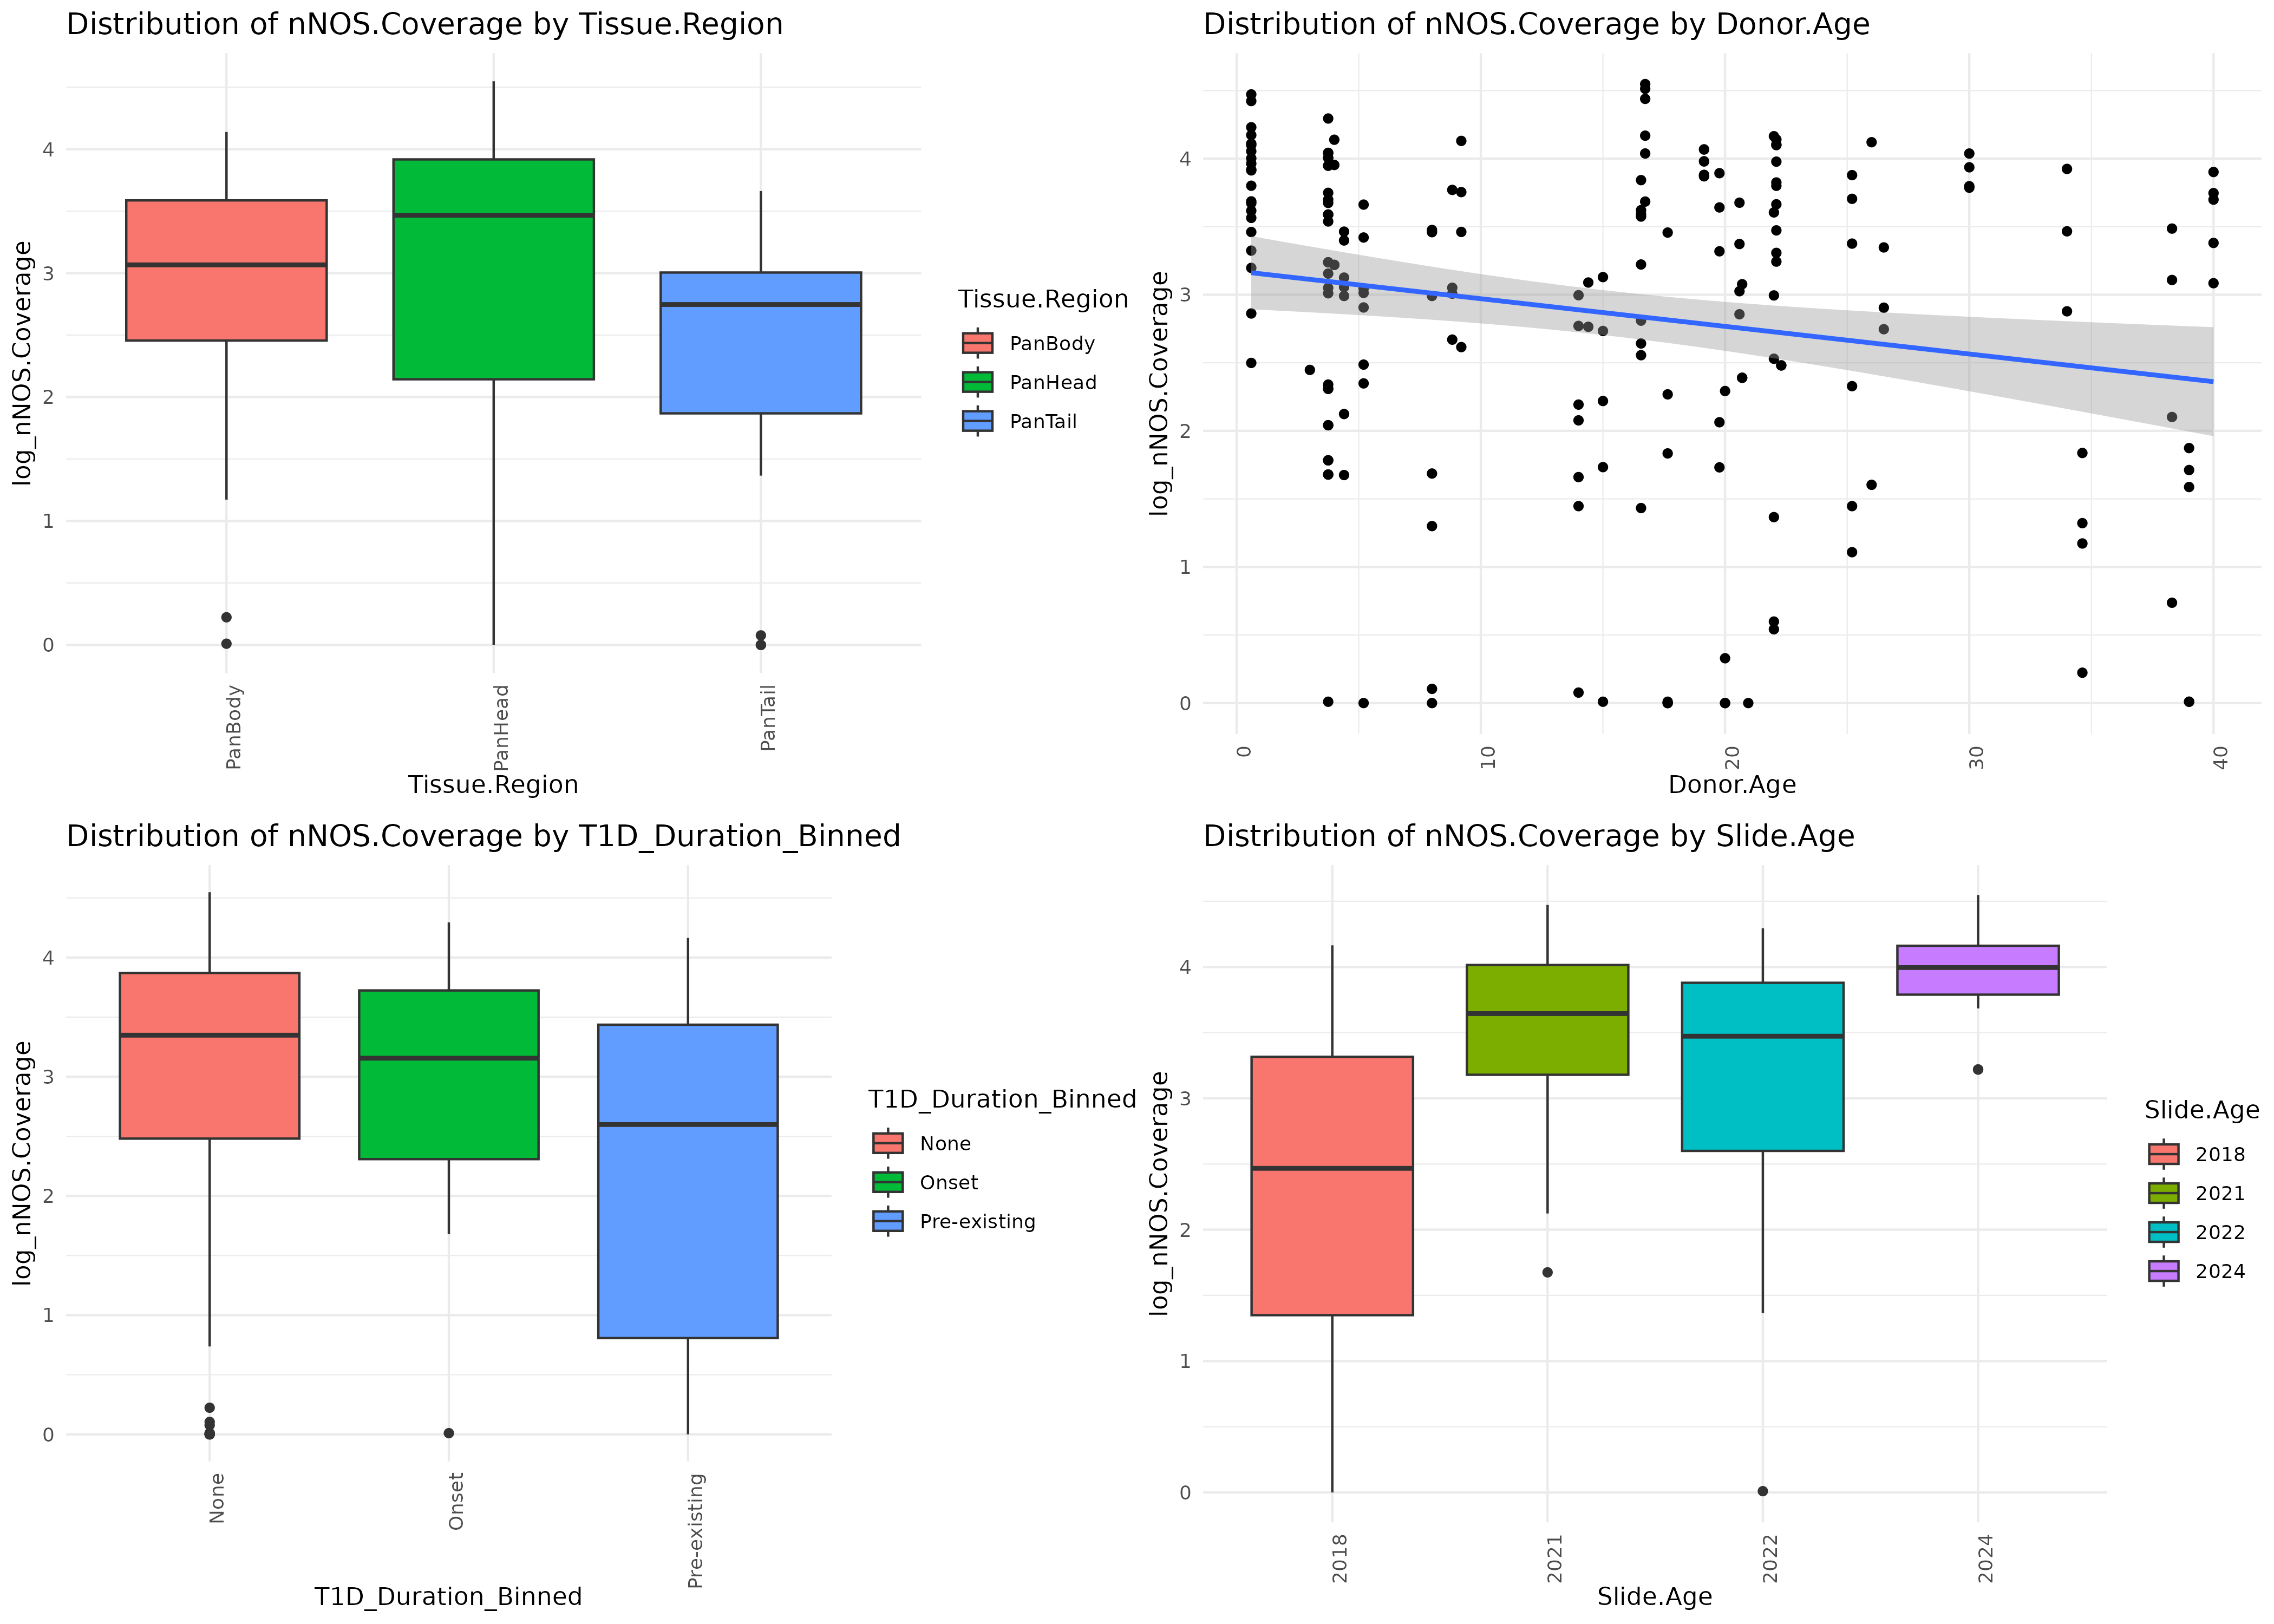 Distribution of nNOS.Coverage by Tissue.Region
log_nNOS.Coverage
4
3
2
1
0
PanBody
PanHead
PanTail
Tissue.Region
Tissue.Region
PanBody
PanHead
PanTail
Distribution of nNOS.Coverage by Donor.Age
log_nNOS.Coverage
4
3
2
1
0
0
10
20
30
40
Donor.Age
Distribution of nNOS.Coverage by T1D_Duration_Binned
log_nNOS.Coverage
4
3
2
1
0
None
Onset
Pre-existing
T1D_Duration_Binned
T1D_Duration_Binned
None
Onset
Pre-existing
Distribution of nNOS.Coverage by Slide.Age
log_nNOS.Coverage
4
3
2
1
0
2018
2021
2022
2024
Slide.Age
Slide.Age
2018
2021
2022
2024